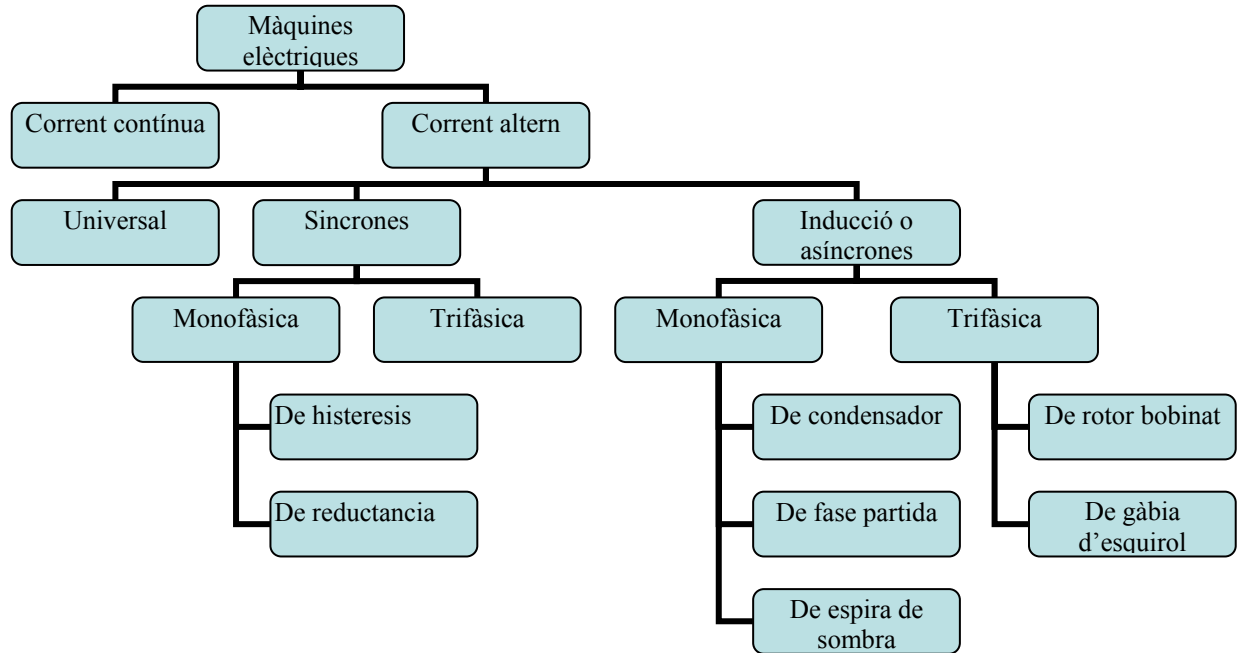 Màquines
elèctriques
Corrent contínua
Corrent altern
Universal
Sincrones
Inducció o
asíncrones
Monofàsica
Trifàsica
Monofàsica
Trifàsica
De histeresis
De condensador
De rotor bobinat
De reductancia
De fase partida
De gàbia
d’esquirol
De espira de
sombra